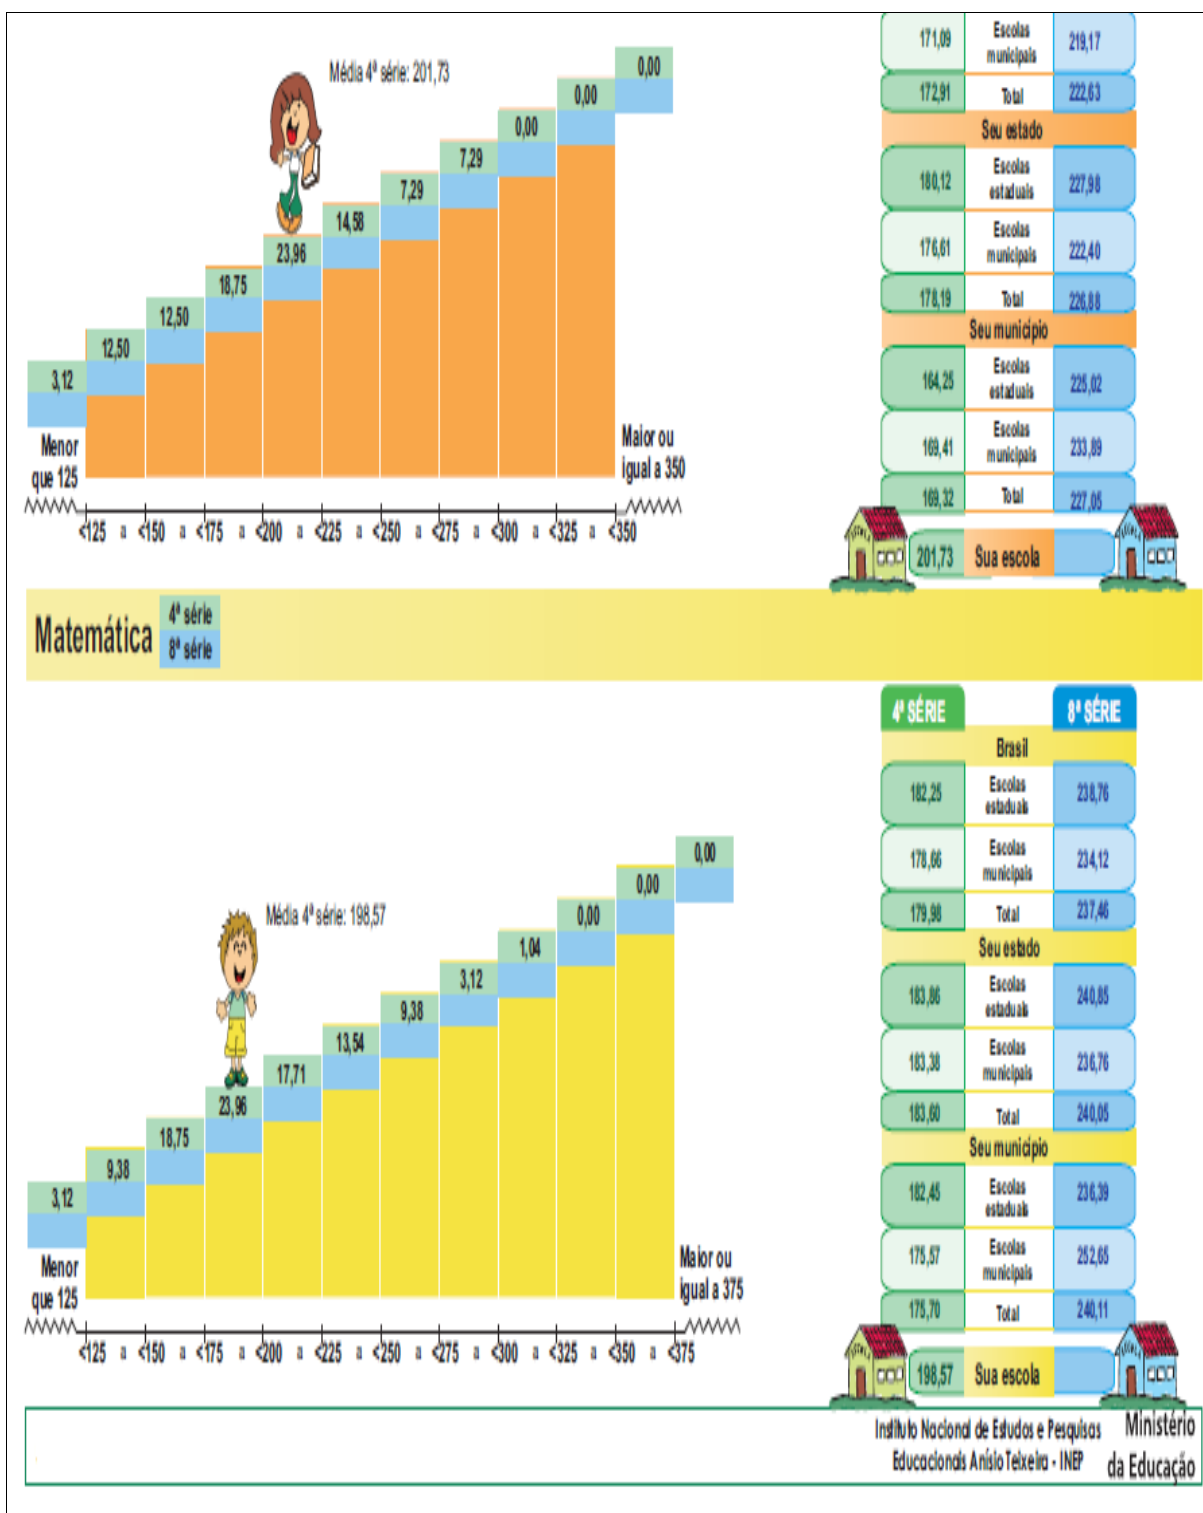 Média 4ª série: 201,73
0,00
0,00
0,00
7,29
7,29
14,58
23,96
18,75
12,50
12,50
3,12
Menor
que 125
Maior ou
igual a 350
<125 a <150 a <175 a <200 a <225 a <250 a <275 a <300 a <325 a <350
171,09 Escolas municipais 219,17
172,91 Total 222,63
Seu estado
180,12 Escolas estaduais 227,98
176,61 Escolas municipais 222,40
178,19 Total 226,88
Seu município
164,25 Escolas estaduais 225,02
169,41 Escolas municipais 233,89
169,32 Total 227,05
ESCOLA
201,73 Sua escola
Matemática
4ª série
8ª série
Média 4ª série: 198,57
0,00
0,00
0,00
1,04
3,12
9,38
13,54
17,71
23,96
18,75
9,38
3,12
Menor
que 125
Maior ou
igual a 375
<125 a <150 a <175 a <200 a <225 a <250 a <275 a <300 a <325 a <350 a <375
4ª SÉRIE 8ª SÉRIE
Brasil
182,25 Escolas estaduais 238,76
178,66 Escolas municipais 234,12
179,98 Total 237,46
Seu estado
183,86 Escolas estaduais 240,85
183,38 Escolas municipais 236,76
183,60 Total 240,05
Seu município
182,45 Escolas estaduais 236,39
175,57 Escolas municipais 252,65
175,70 Total 240,11
198,57 Sua escola
Instituto Nacional de Estudos e Pesquisas
Educacionais Anísio Teixeira - INEP
Ministério
da Educação